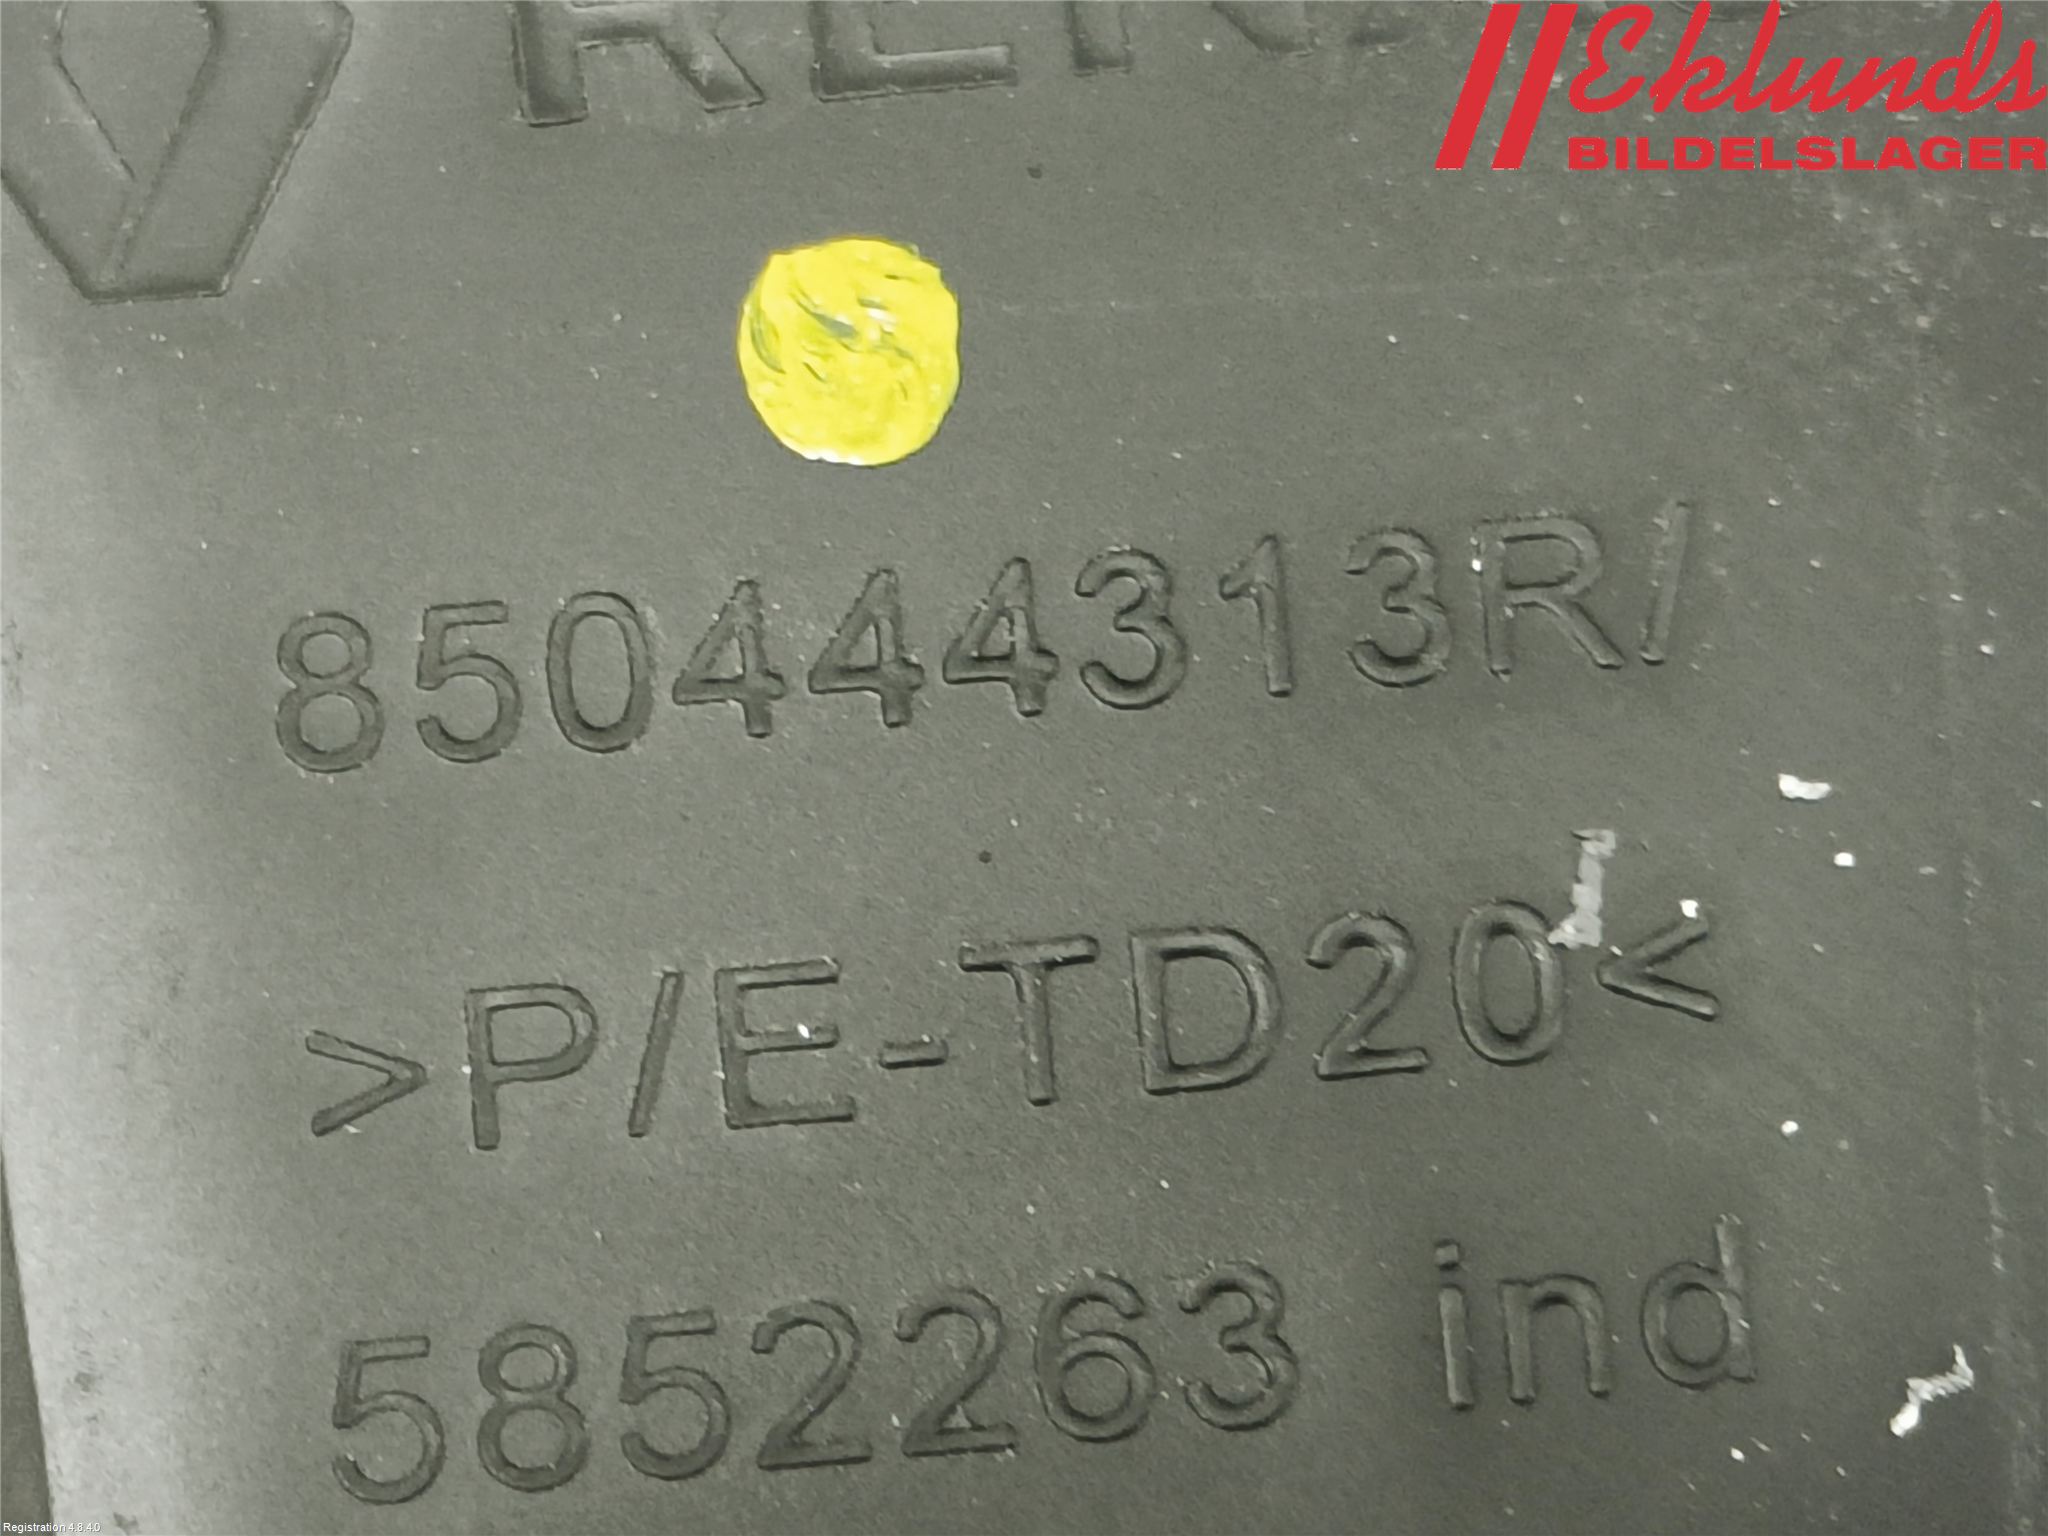 Eklunds
BILDELSLAGER
850444313R/
>P/E-TD20<
5852263 ind
Registration 4.8.4.0